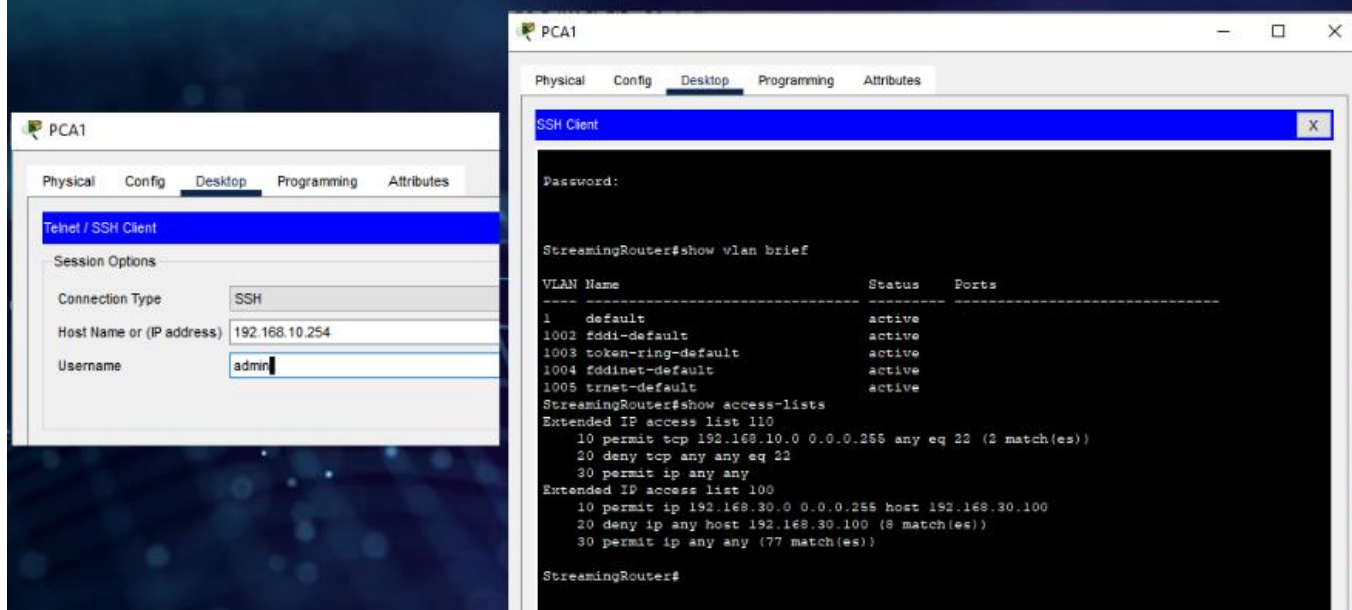 PCA1
Physical Config Desktop Programming Attributes
Telnet / SSH Client
Session Options
Connection Type SSH
Host Name or (IP address) 192.168.10.254
Username admin
PCA1
Physical Config Desktop Programming Attributes
SSH Client X
Password:
StreamingRouter#show vlan brief
VLAN Name Status Ports
---- -------------------------------- --------- -------------------------------
1 default active
1002 fddi-default active
1003 token-ring-default active
1004 fddinet-default active
1005 trnet-default active
StreamingRouter#show access-lists
Extended IP access list 110
10 permit tcp 192.168.10.0 0.0.0.255 any eq 22 (2 match(es))
20 deny tcp any any eq 22
30 permit ip any any
Extended IP access list 100
10 permit ip 192.168.30.0 0.0.0.255 host 192.168.30.100
20 deny ip any host 192.168.30.100 (8 match(es))
30 permit ip any any (77 match(es))
StreamingRouter#